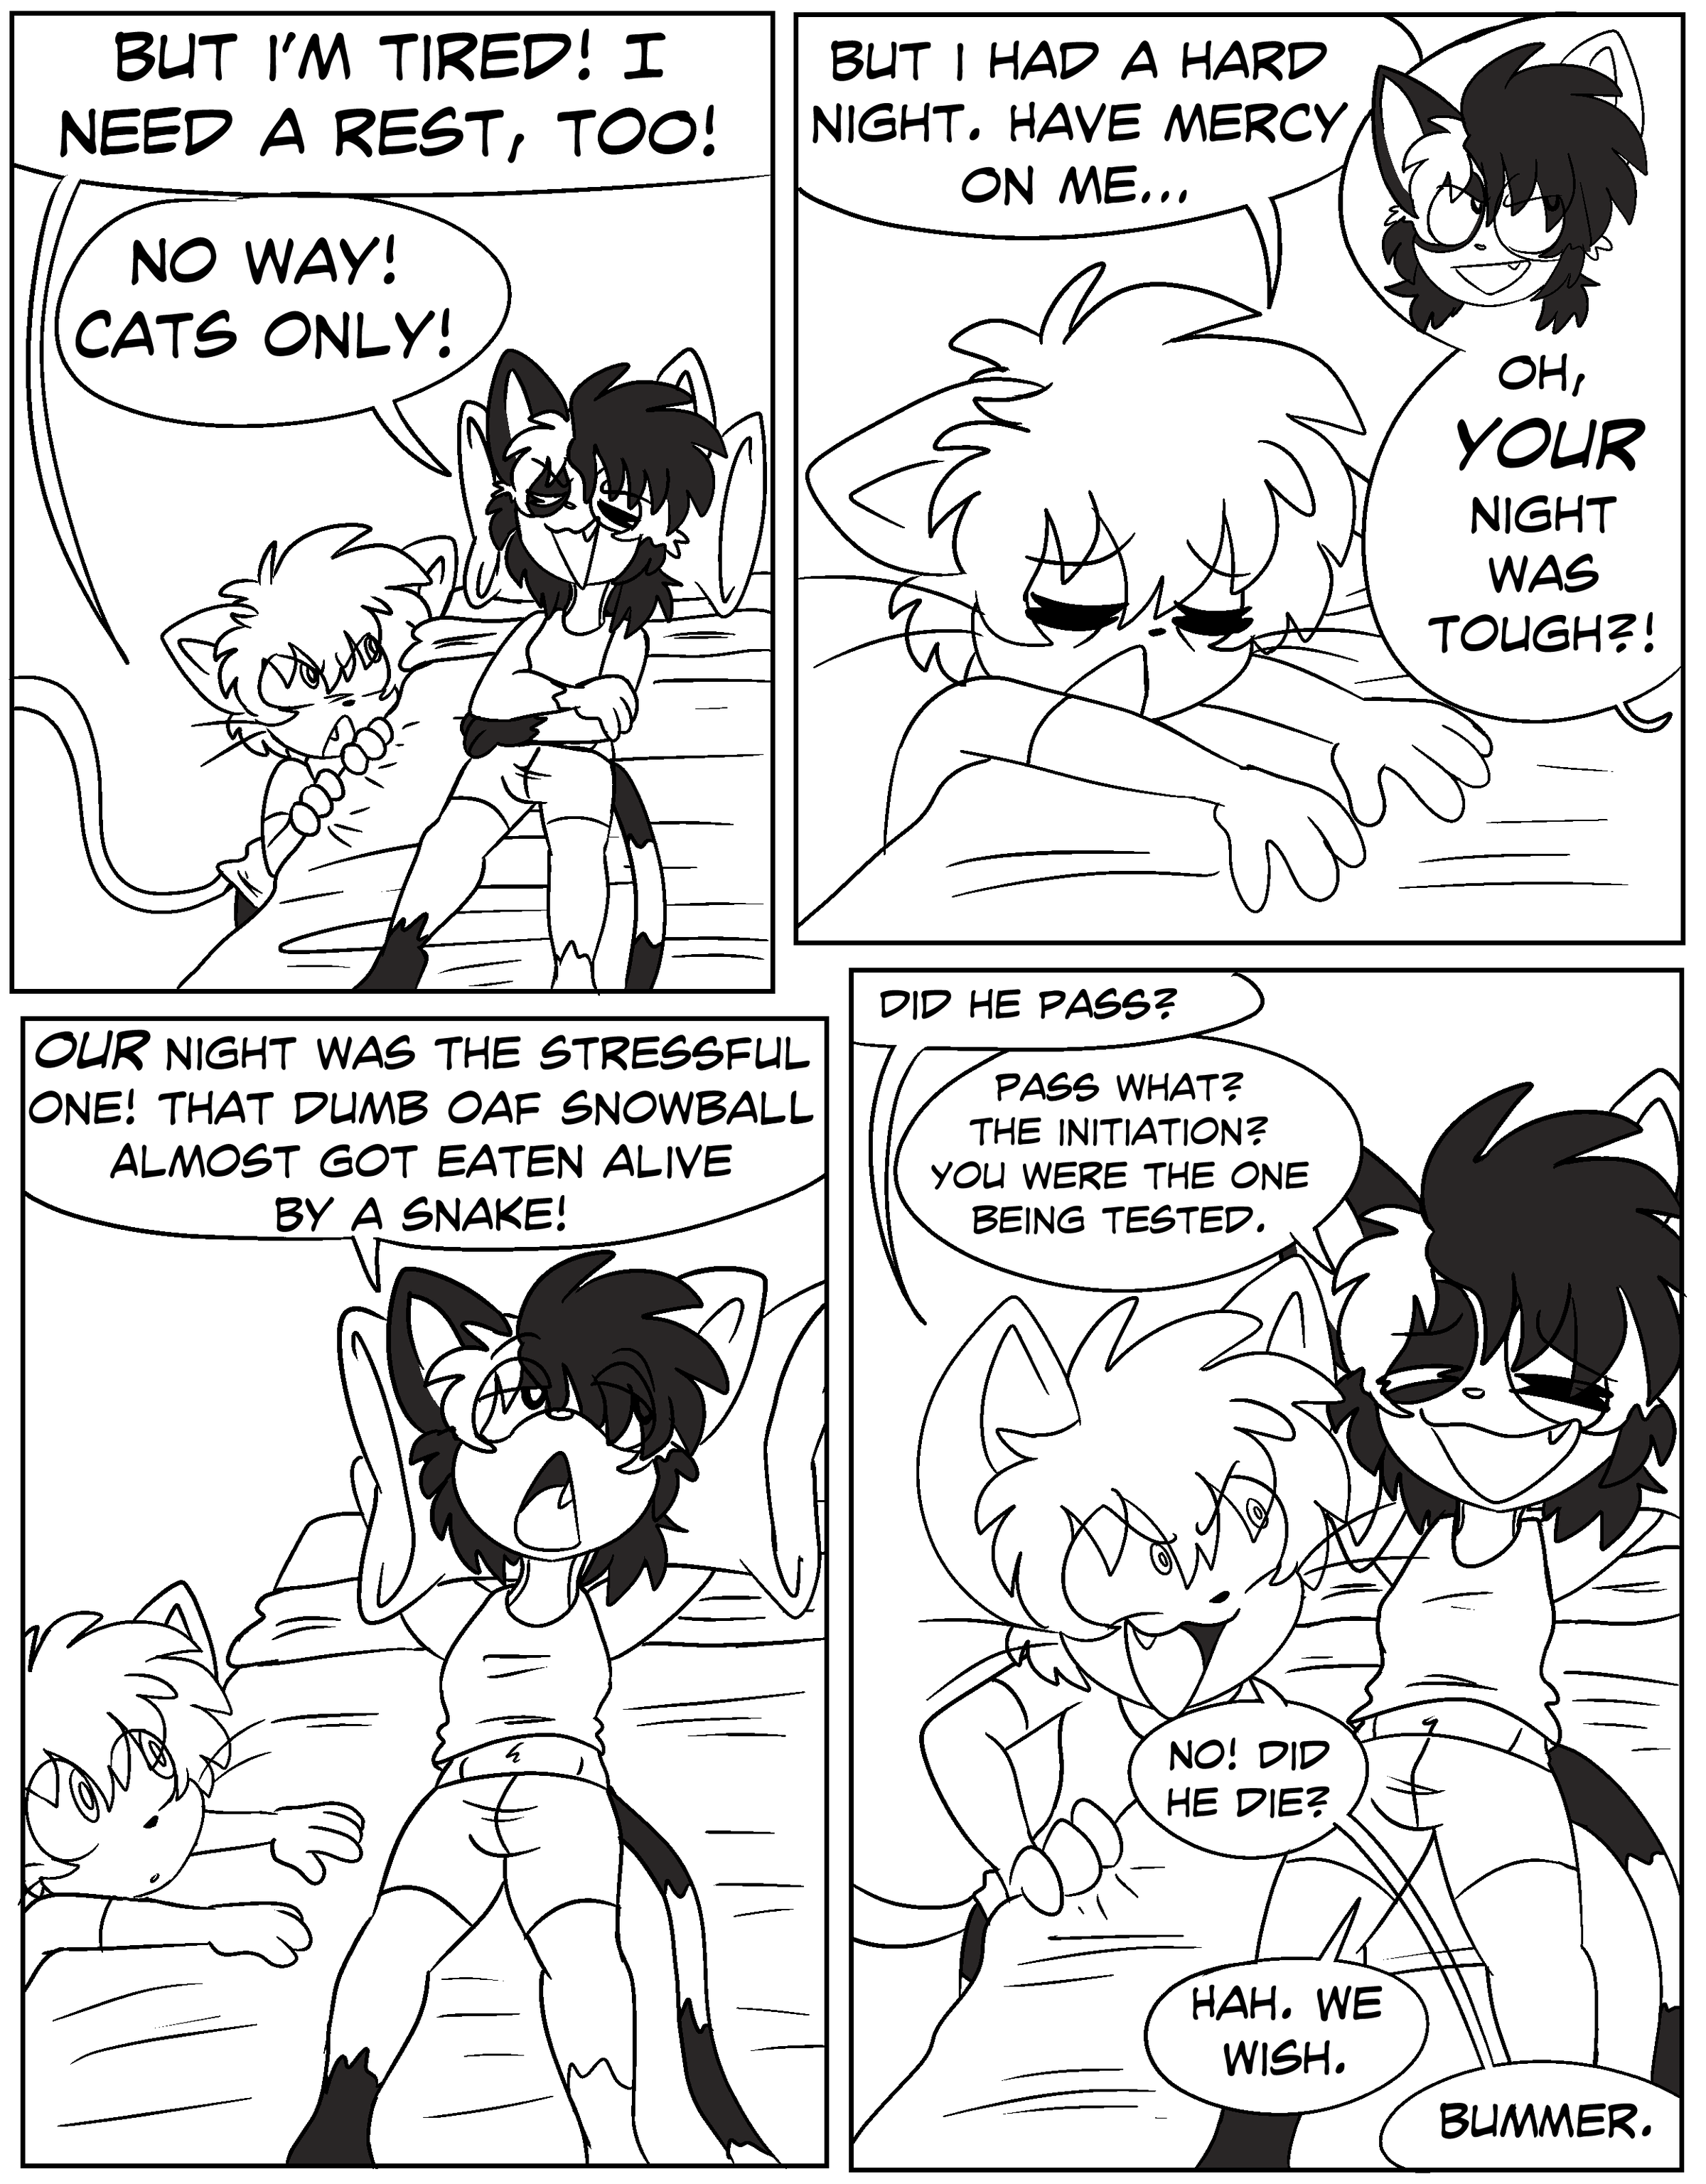 BUT I'M TIRED! I
NEED A REST, TOO!
NO WAY!
CATS ONLY!
BUT I HAD A HARD
NIGHT. HAVE MERCY
ON ME...
OH,
YOUR
NIGHT
WAS
TOUGH?!
OUR NIGHT WAS THE STRESSFUL
ONE! THAT DUMB OAF SNOWBALL
ALMOST GOT EATEN ALIVE
BY A SNAKE!
DID HE PASS?
PASS WHAT?
THE INITIATION?
YOU WERE THE ONE
BEING TESTED.
NO! DID
HE DIE?
HAH. WE
WISH.
BUMMER.